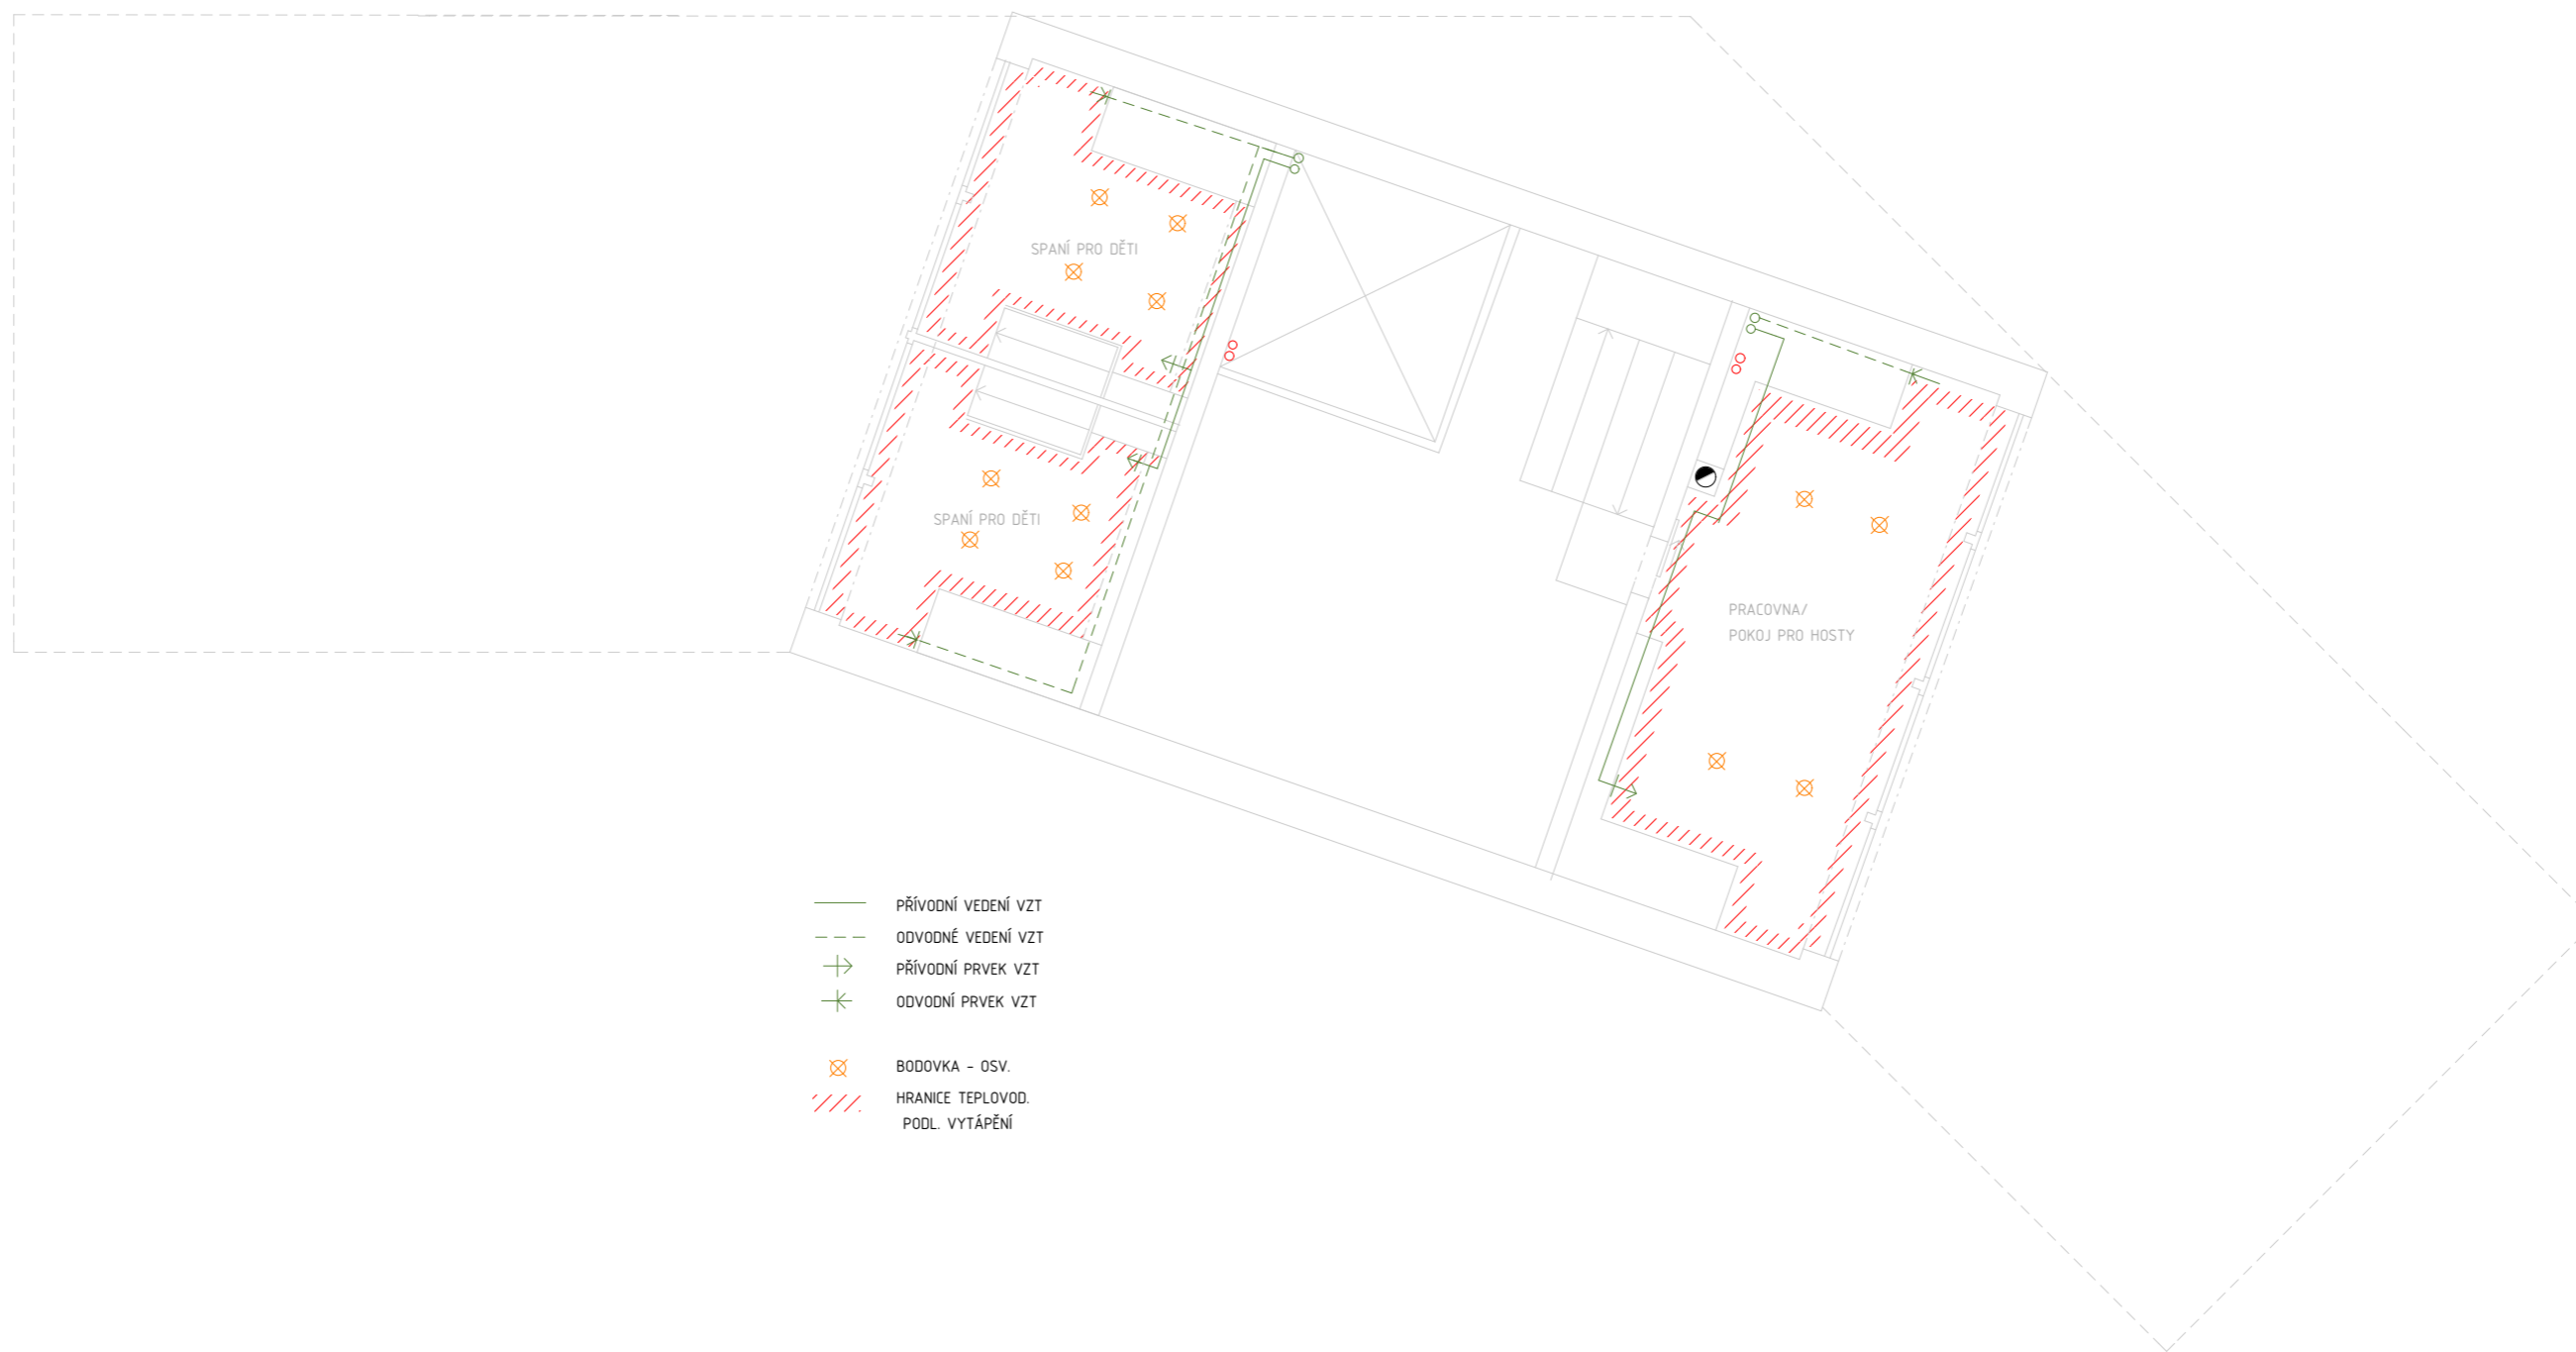 SPANÍ PRO DĚTI
SPANÍ PRO DĚTI
PRACOVNA/
POKOJ PRO HOSTY
PŘÍVODNÍ VEDENÍ VZT
ODVODNÉ VEDENÍ VZT
PŘÍVODNÍ PRVEK VZT
ODVODNÍ PRVEK VZT
BODOVKA - OSV.
HRANICE TEPLOVOD.
PODL. VYTÁPĚNÍ